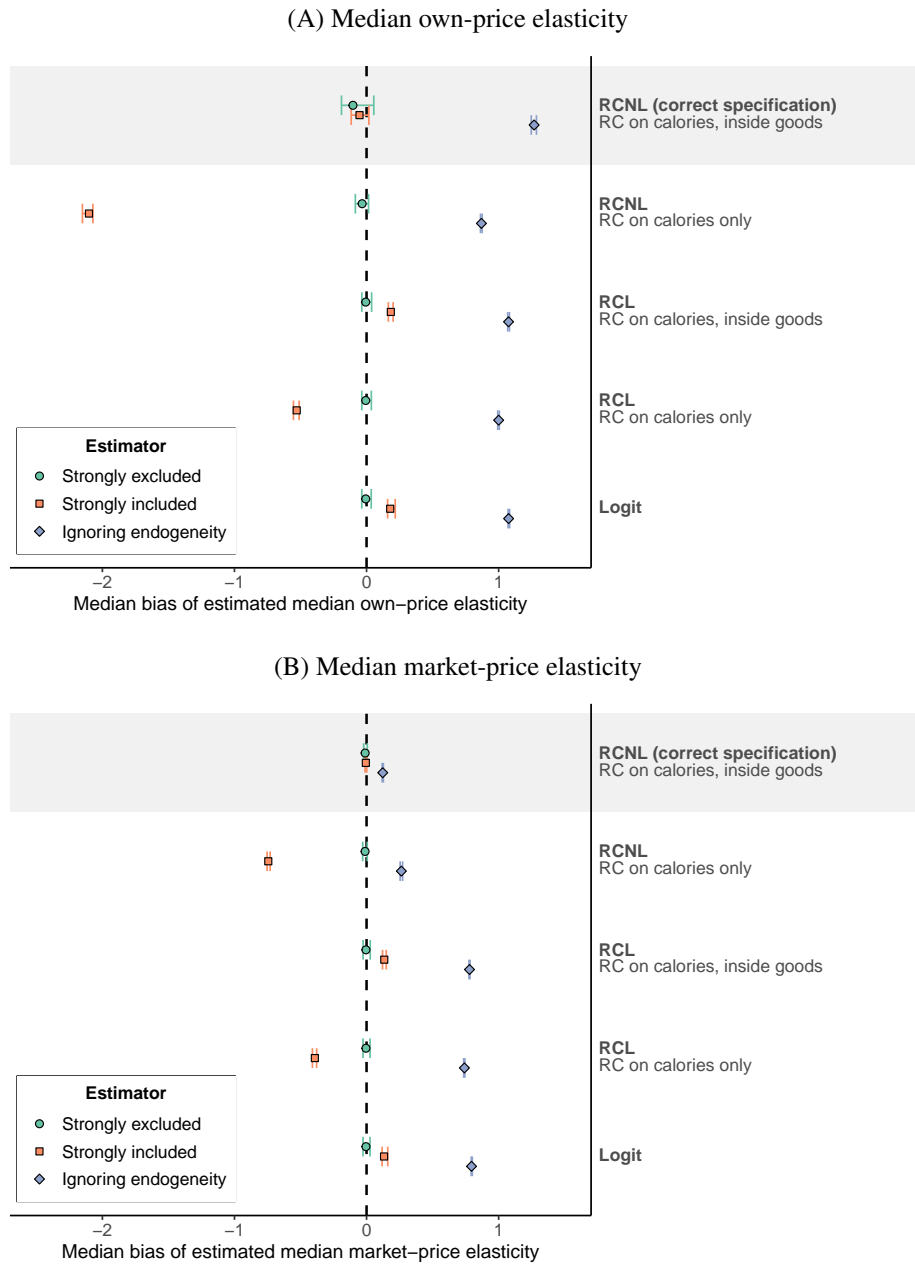 (A) Median own-price elasticity
RCNL (correct specification)
RC on calories, inside goods
RCNL
RC on calories only
RCL
RC on calories, inside goods
RCL
RC on calories only
Logit
Estimator
Strongly excluded
Strongly included
Ignoring endogeneity
−2 −1 0 1
Median bias of estimated median own−price elasticity
(B) Median market-price elasticity
RCNL (correct specification)
RC on calories, inside goods
RCNL
RC on calories only
RCL
RC on calories, inside goods
RCL
RC on calories only
Logit
Estimator
Strongly excluded
Strongly included
Ignoring endogeneity
−2 −1 0 1
Median bias of estimated median market−price elasticity